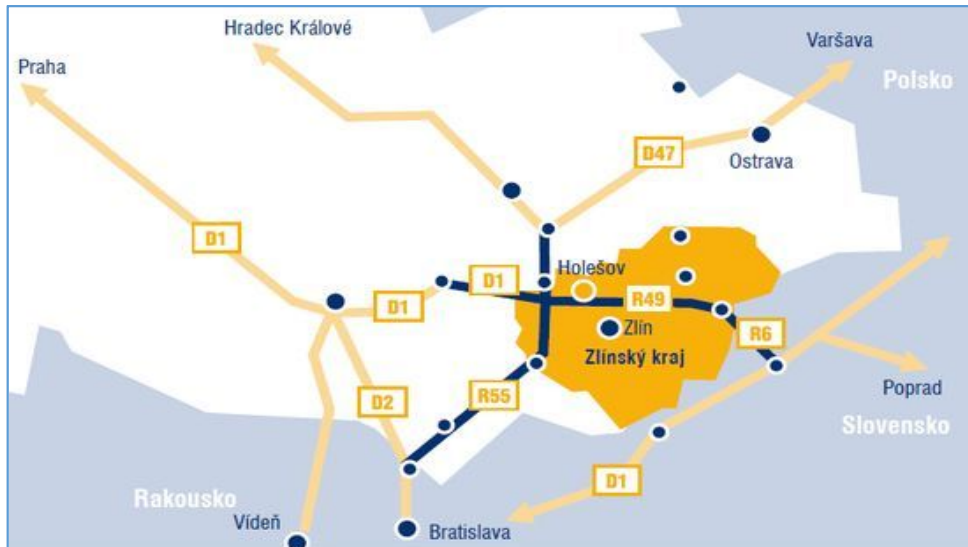 Hradec Králové
Varšava
Praha
Polsko
D47
Ostrava
D1
Holešov
D1
D1
R49
Zlín
R6
Zlínský kraj
Poprad
R55
D2
Slovensko
D1
Rakousko
Vídeň
Bratislava